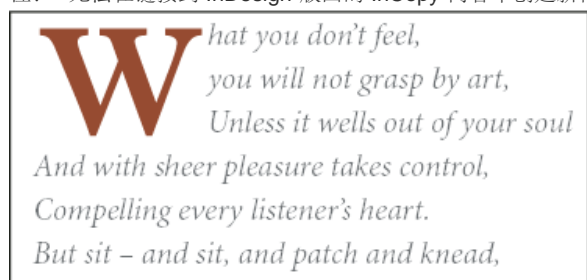 What you don't feel,
you will not grasp by art,
Unless it wells out of your soul
And with sheer pleasure takes control,
Compelling every listener's heart.
But sit – and sit, and patch and knead,